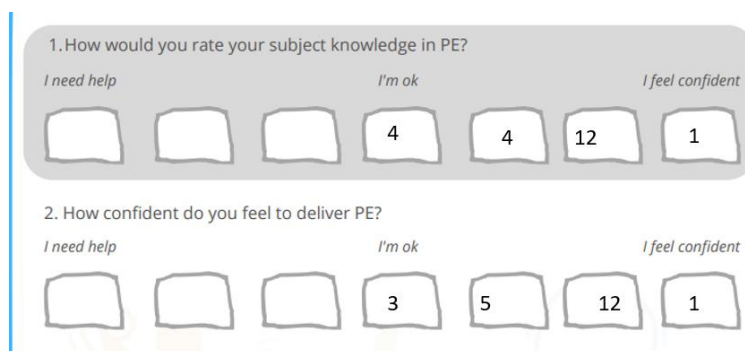 1. How would you rate your subject knowledge in PE?
I need help I'm ok I feel confident
4 4 12 1
2. How confident do you feel to deliver PE?
I need help I'm ok I feel confident
3 5 12 1